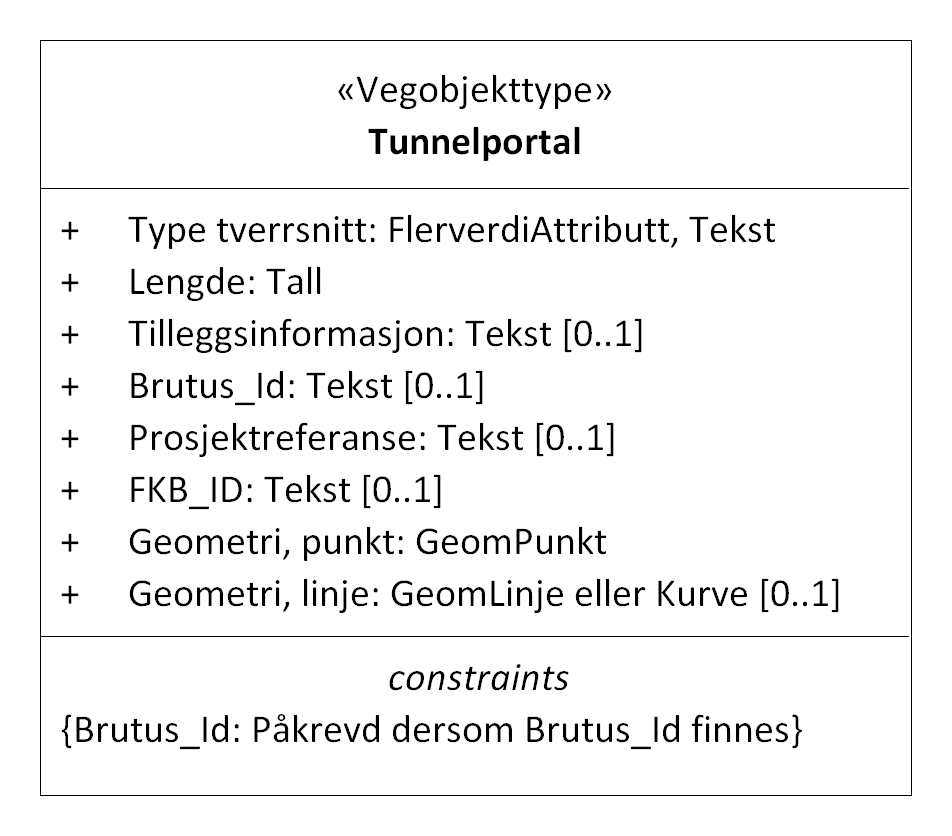 «Vegobjekttype»
Tunnelportal
+ Type tverrsnitt: FlerverdiAttributt, Tekst
+ Lengde: Tall
+ Tilleggsinformasjon: Tekst [0..1]
+ Brutus_Id: Tekst [0..1]
+ Prosjektreferanse: Tekst [0..1]
+ FKB_ID: Tekst [0..1]
+ Geometri, punkt: GeomPunkt
+ Geometri, linje: GeomLinje eller Kurve [0..1]
constraints
{Brutus_Id: Påkrevd dersom Brutus_Id finnes}